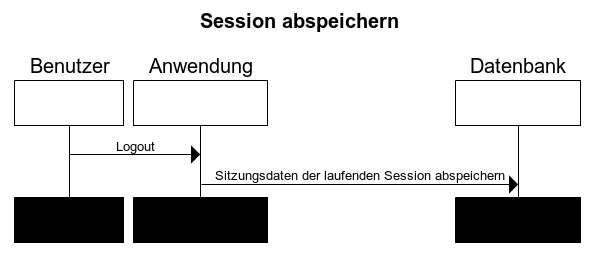 Session abspeichern
Benutzer Anwendung Datenbank
Logout
Sitzungsdaten der laufenden Session abspeichern